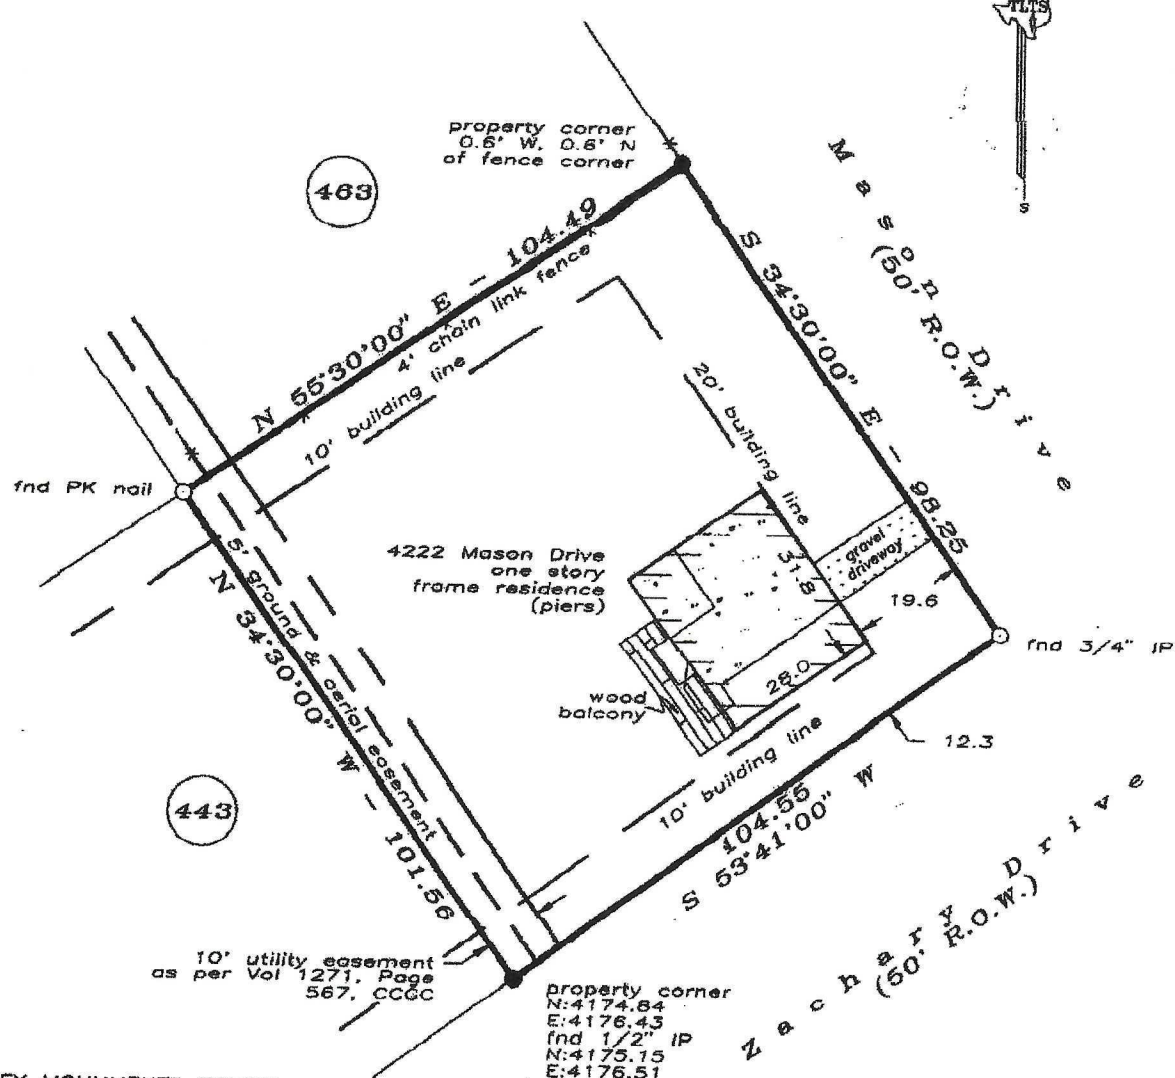 TLTS
S
property corner
0.6' W, 0.6' N
of fence corner
463
Mason Drive
(50' R.O.W.)
N 55°30'00" E - 104.49
4' chain link fence
10' building line
S 34°30'00" E - 98.25
20' building line
fnd PK nail
4222 Mason Drive
one story
frame residence
(piers)
31.8
gravel
driveway
19.6
fnd 3/4" IP
28.0
wood
balcony
5' ground & aerial easement
N 34°30'00" W - 101.56
12.3
10' building line
104.55
S 53°41'00" W
443
Zachary Drive
(50' R.O.W.)
10' utility easement
as per Vol 1271, Page
567, CCGC
property corner
N:4174.84
E:4176.43
fnd 1/2" IP
N:4175.15
E:4176.51